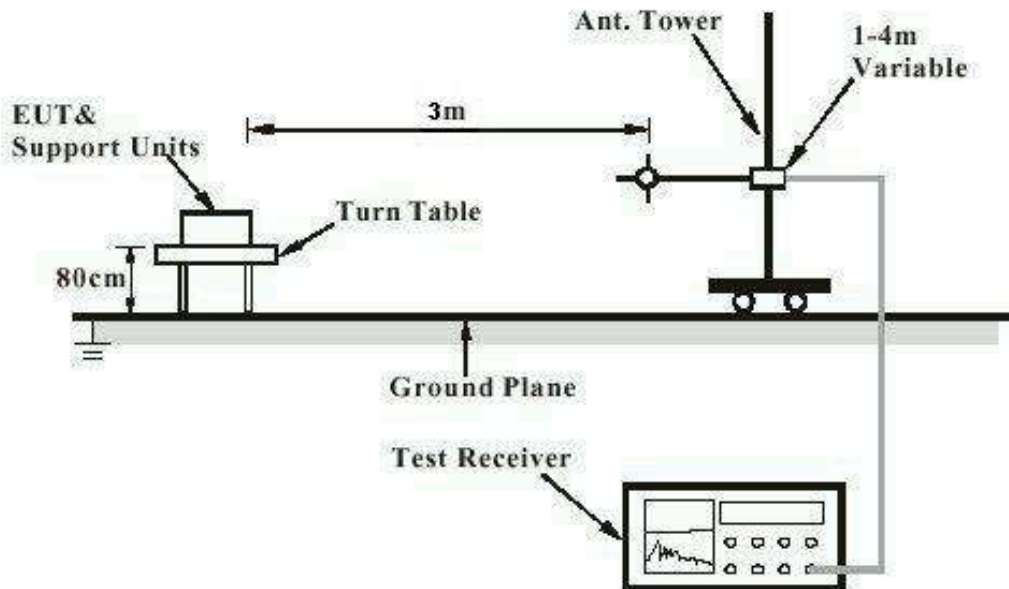 Ant. Tower
1-4m
Variable
3m
EUT&
Support Units
Turn Table
80cm
Ground Plane
Test Receiver